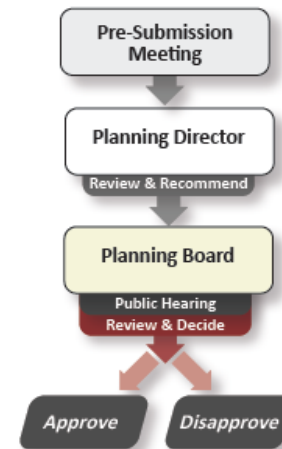 Pre-Submission
Meeting
Planning Director
Review & Recommend
Planning Board
Public Hearing
Review & Decide
Approve
Disapprove